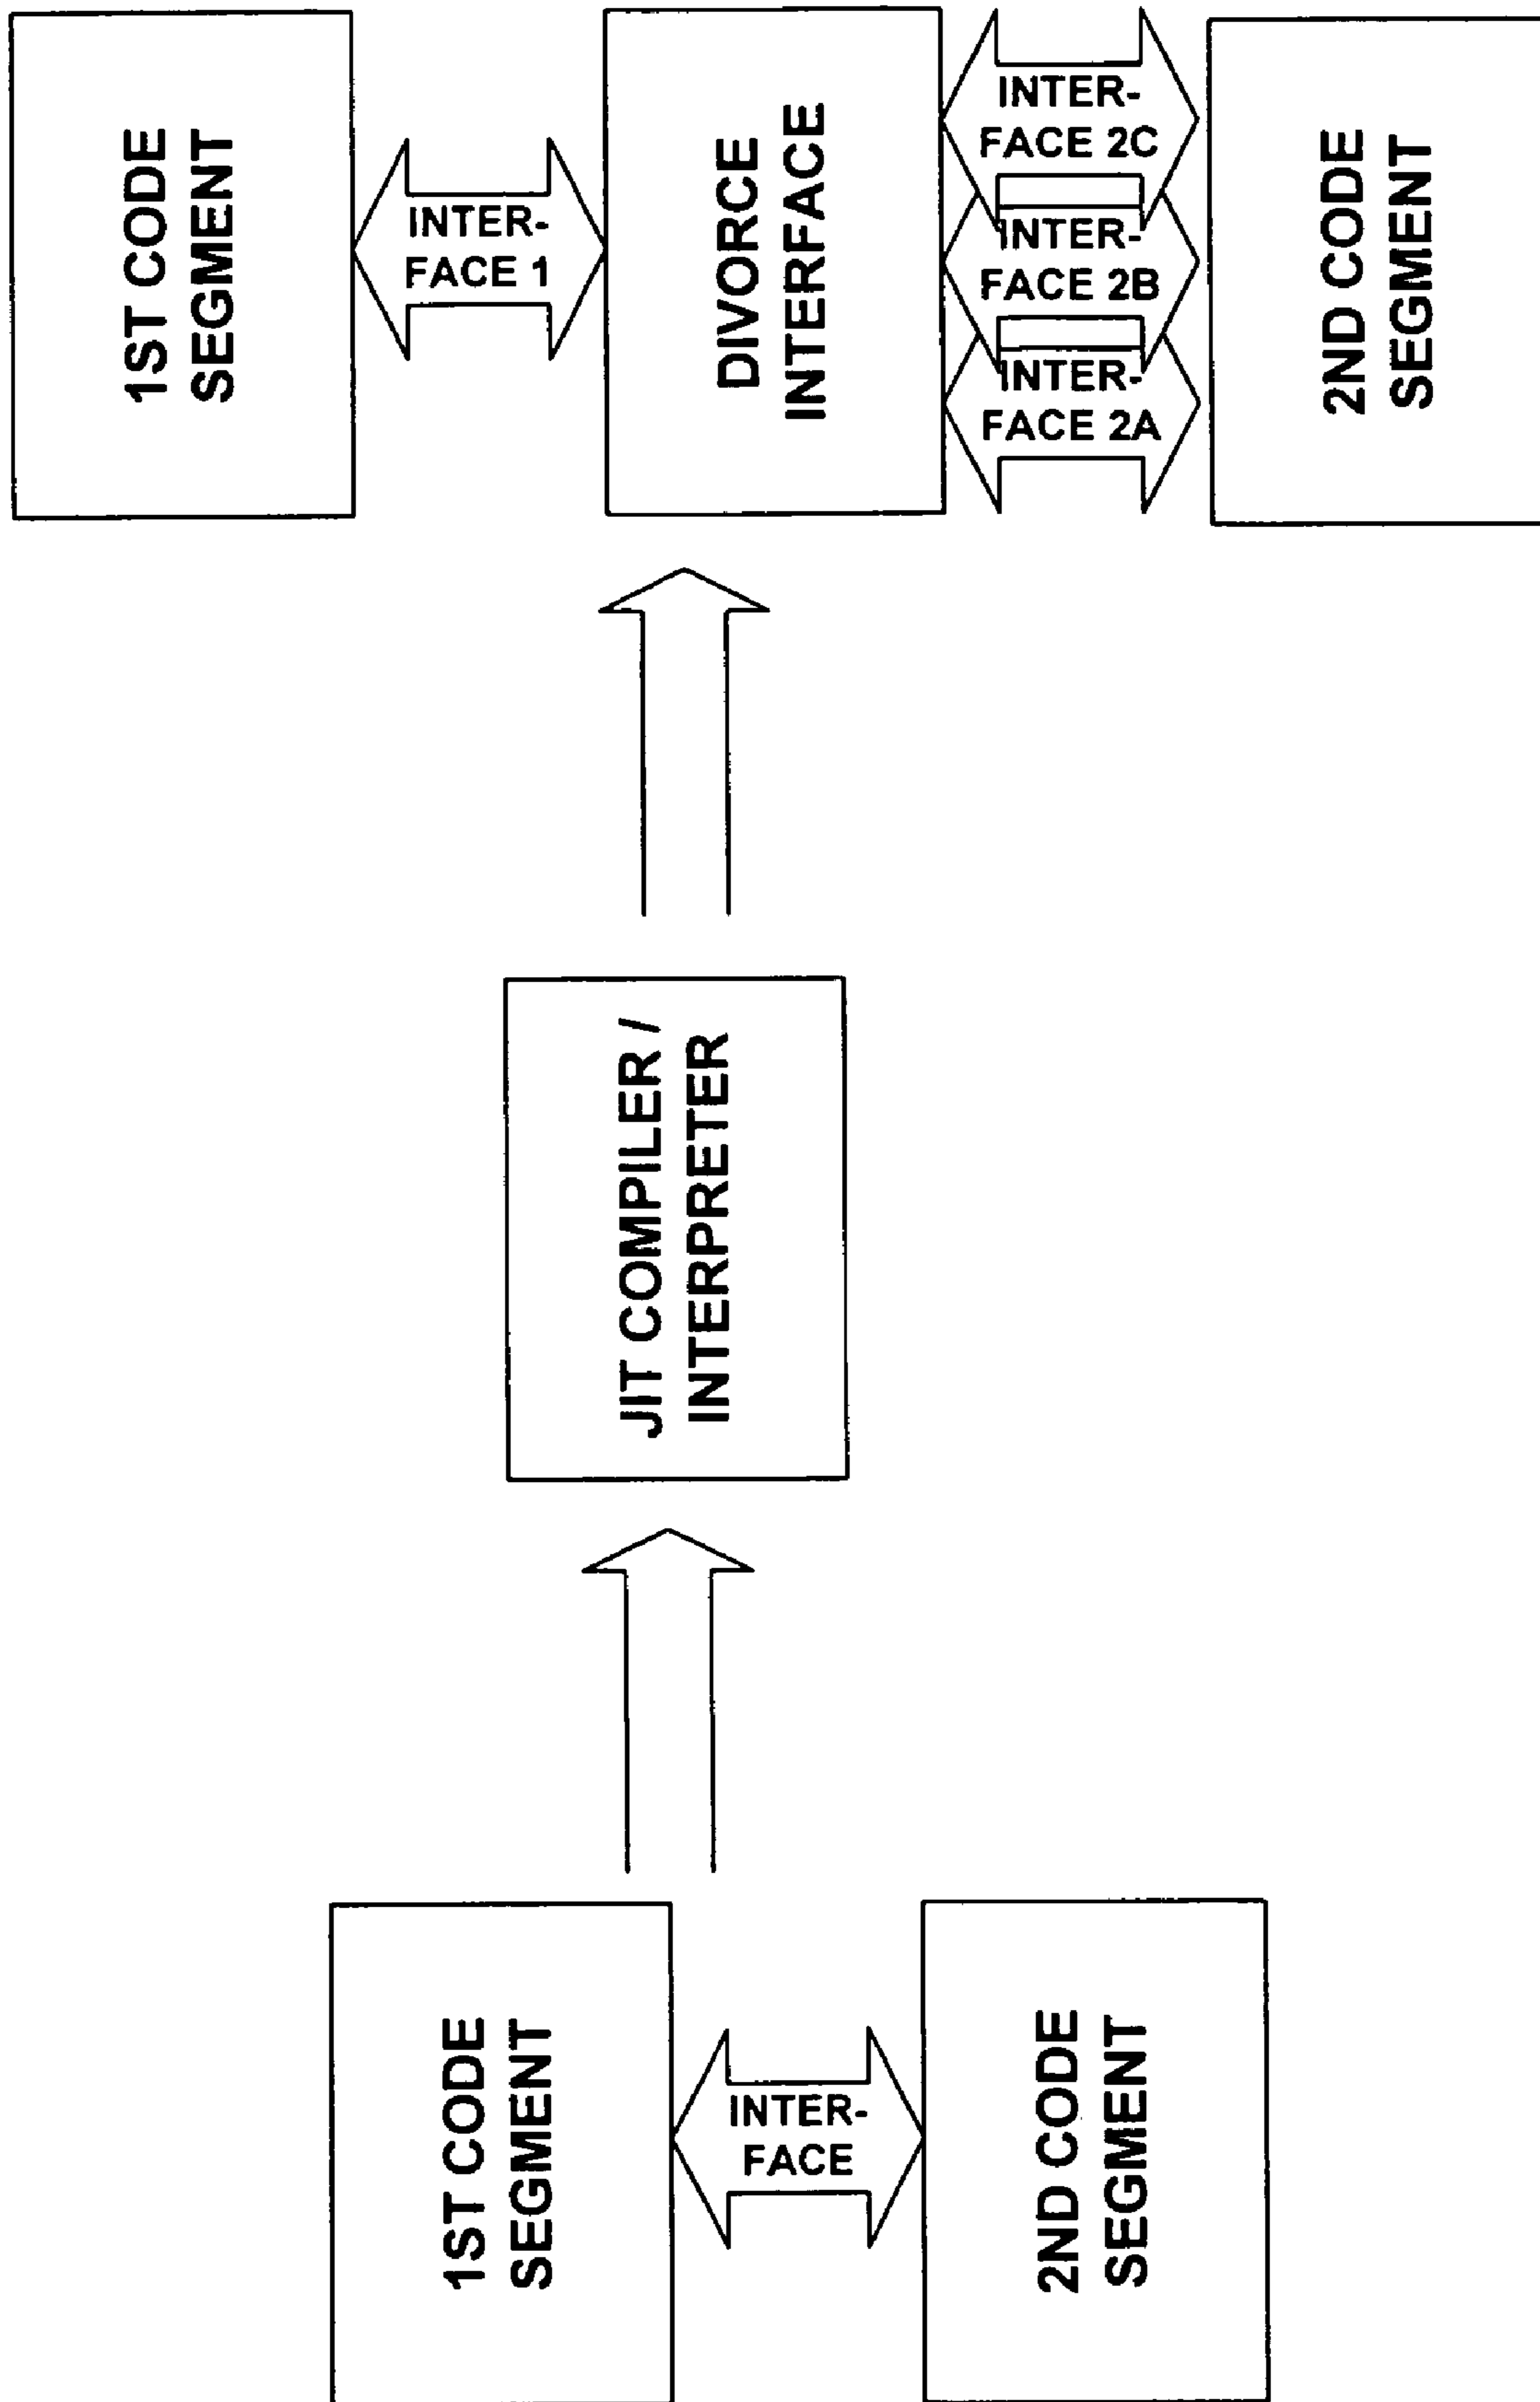 1ST CODE
SEGMENT
INTER-
FACE
2ND CODE
SEGMENT
JIT COMPILER /
INTERPRETER
1ST CODE
SEGMENT
INTER-
FACE 1
DIVORCE
INTERFACE
INTER-
FACE 2A
INTER-
FACE 2B
INTER-
FACE 2C
2ND CODE
SEGMENT